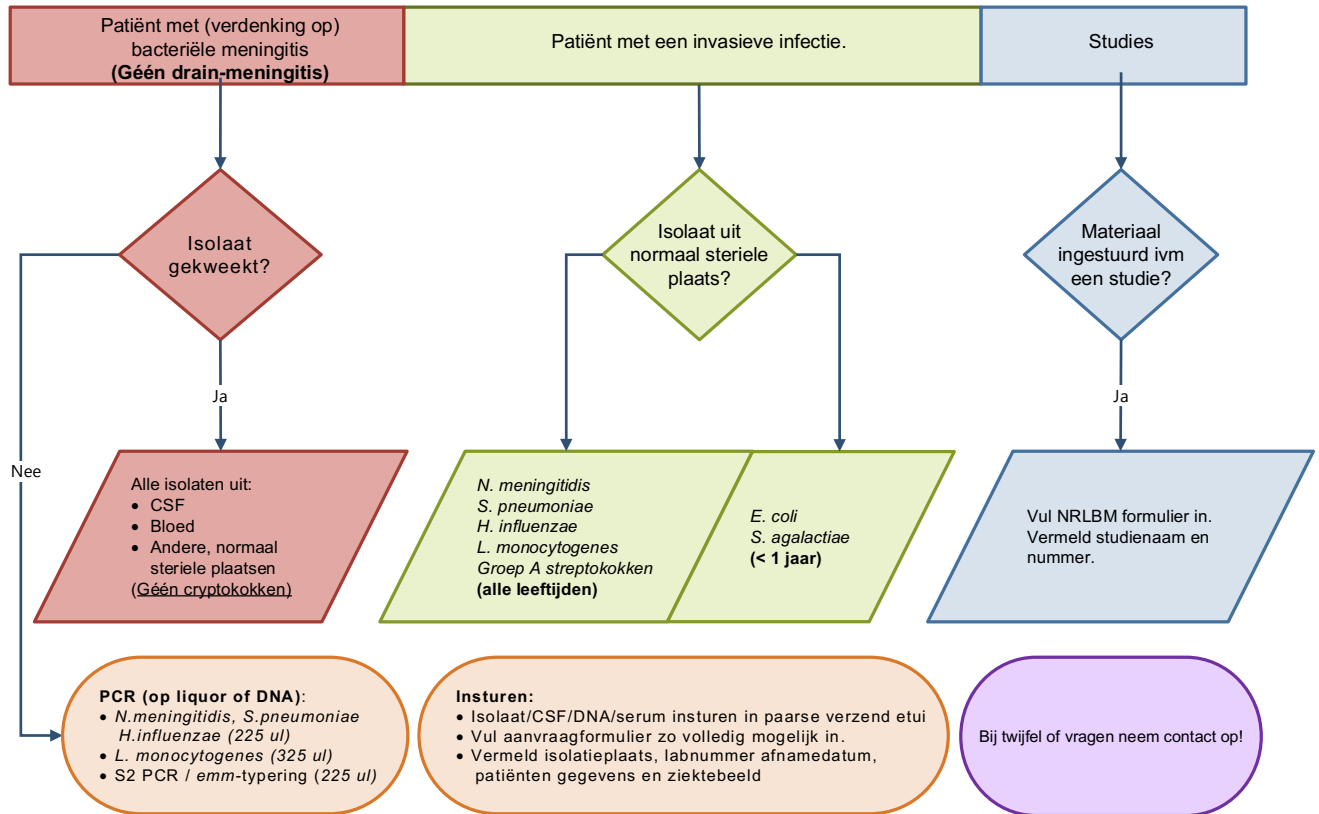 Patiënt met (verdenking op)
bacteriële meningitis
(Géén drain-meningitis)
Patiënt met een invasieve infectie.
Studies
Isolaat
gekweekt?
Isolaat uit
normaal steriele
plaats?
Materiaal
ingestuurd ivm
een studie?
Ja
Ja
Nee
Alle isolaten uit:
• CSF
• Bloed
• Andere, normaal
steriele plaatsen
(Géén cryptokokken)
N. meningitidis
S. pneumoniae
H. influenzae
L. monocytogenes
Groep A streptokokken
(alle leeftijden)
E. coli
S. agalactiae
(< 1 jaar)
Vul NRLBM formulier in.
Vermeld studienaam en
nummer.
PCR (op liquor of DNA):
• N.meningitidis, S.pneumoniae
H.influenzae (225 ul)
• L. monocytogenes (325 ul)
• S2 PCR / emm-typering (225 ul)
Insturen:
• Isolaat/CSF/DNA/serum insturen in paarse verzend etui
• Vul aanvraagformulier zo volledig mogelijk in.
• Vermeld isolatieplaats, labnummer afnamedatum,
patiënten gegevens en ziektebeeld
Bij twijfel of vragen neem contact op!